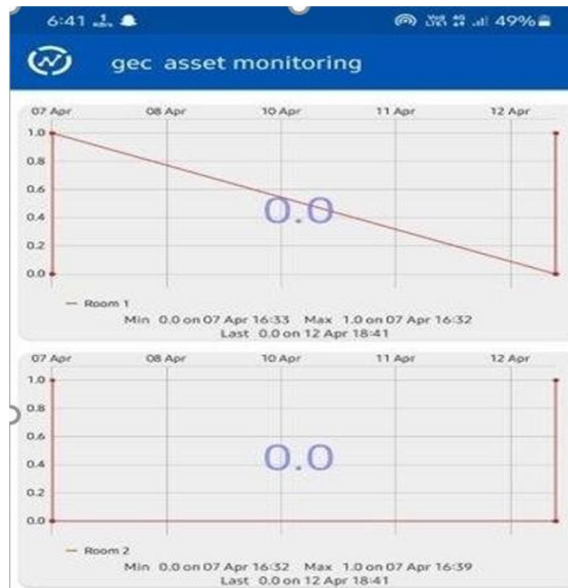 6:41 49%
gec asset monitoring
07 Apr 08 Apr 10 Apr 11 Apr 12 Apr
1.0
0.8
0.6
0.4
0.2
0.0
0.0
Room 1
Min 0.0 on 07 Apr 16:33 Max 1.0 on 07 Apr 16:32
Last 0.0 on 12 Apr 18:41
07 Apr 08 Apr 10 Apr 11 Apr 12 Apr
1.0
0.8
0.6
0.4
0.2
0.0
0.0
Room 2
Min 0.0 on 07 Apr 16:32 Max 1.0 on 07 Apr 16:39
Last 0.0 on 12 Apr 18:41